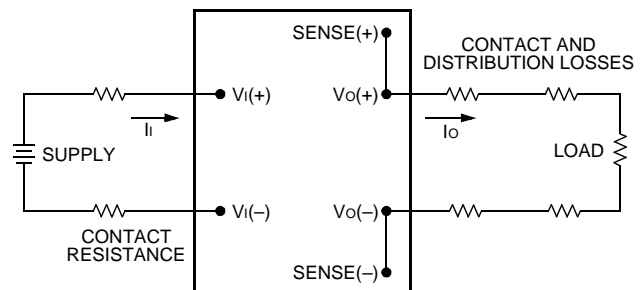 SENSE(+)
CONTACT AND
DISTRIBUTION LOSSES
VI(+)
VO(+)
II
IO
SUPPLY
LOAD
VI(–)
VO(–)
CONTACT
RESISTANCE
SENSE(–)